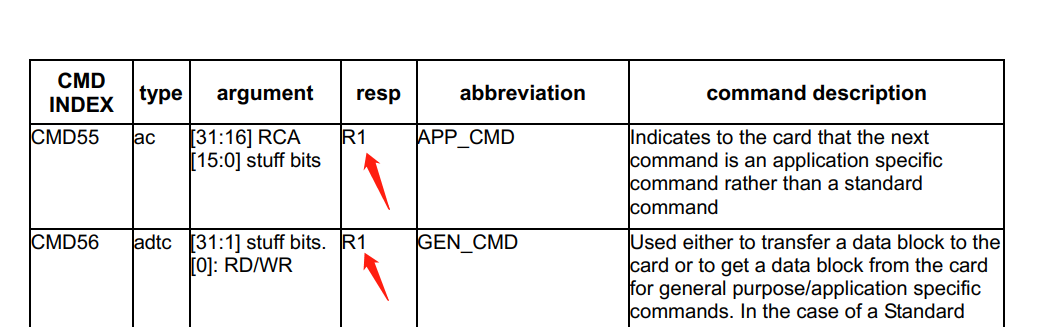 CMD INDEX type argument resp abbreviation command description
CMD55 ac [31:16] RCA R1 APP_CMD Indicates to the card that the next
[15:0] stuff bits command is an application specific
command rather than a standard
command
CMD56 adtc [31:1] stuff bits. R1 GEN_CMD Used either to transfer a data block to the
[0]: RD/WR card or to get a data block from the card
for general purpose/application specific
commands. In the case of a Standard